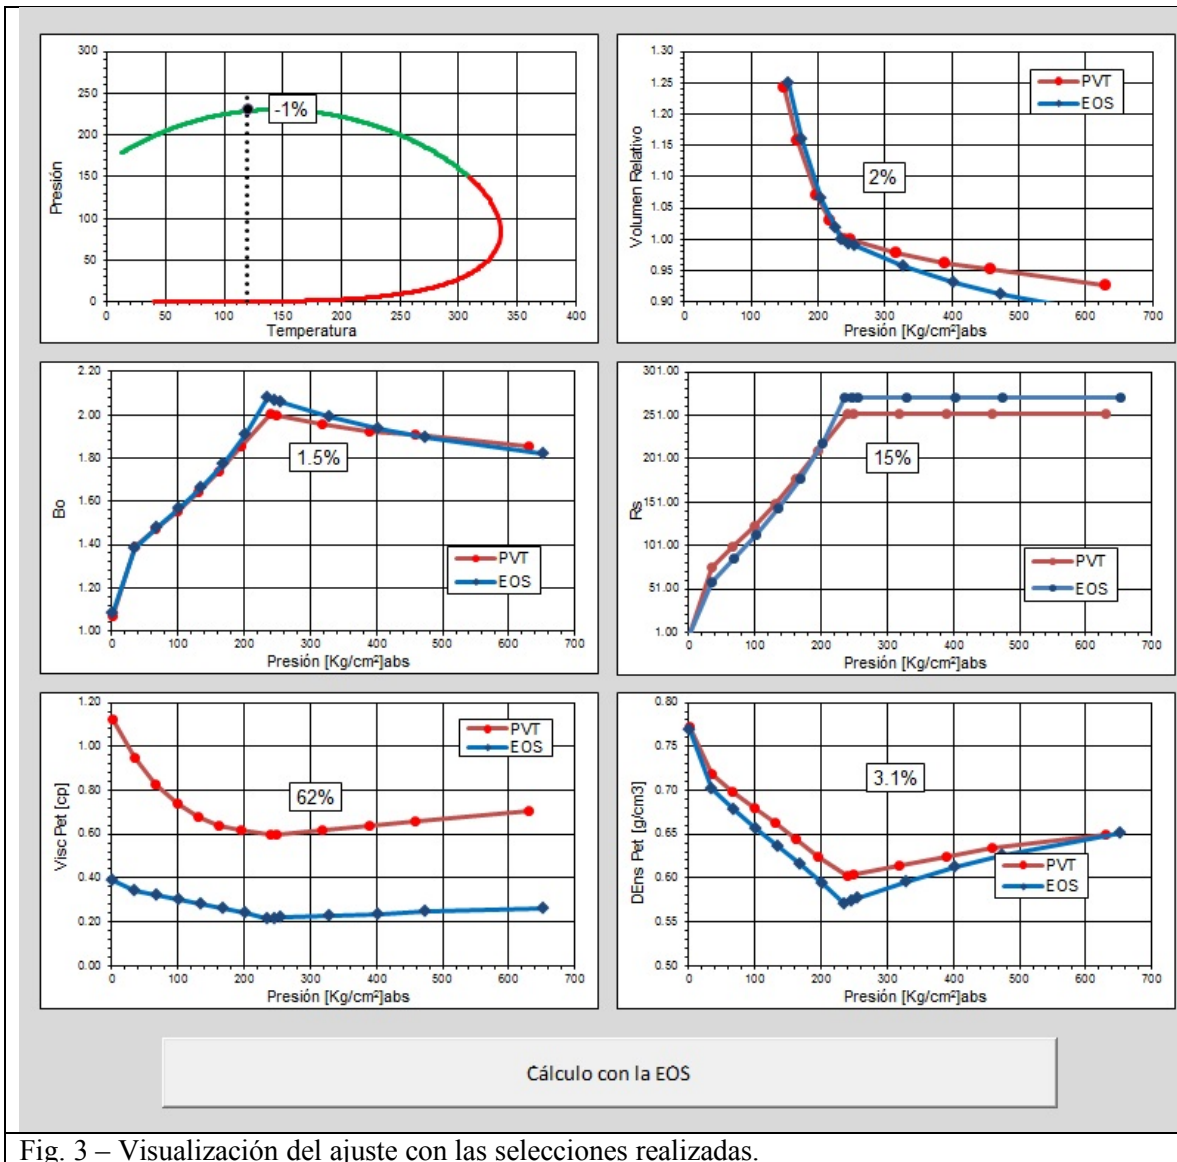 300
250
200
150
100
50
0
Presión
-1%
0 50 100 150 200 250 300 350 400
Temperatura
1.30
1.25
1.20
1.15
1.10
1.05
1.00
0.95
0.90
Volumen Relativo
PVT
EOS
2%
0 100 200 300 400 500 600 700
Presión [Kg/cm²]abs
2.20
2.00
1.80
1.60
1.40
1.20
1.00
Bo
1.5%
PVT
EOS
0 100 200 300 400 500 600 700
Presión [Kg/cm²]abs
301.00
251.00
201.00
151.00
101.00
51.00
1.00
Rs
15%
PVT
EOS
0 100 200 300 400 500 600 700
Presión [Kg/cm²]abs
1.20
1.00
0.80
0.60
0.40
0.20
0.00
Visc Pet [cp]
PVT
EOS
62%
0 100 200 300 400 500 600 700
Presión [Kg/cm²]abs
0.80
0.75
0.70
0.65
0.60
0.55
0.50
DEns Pet [g/cm3]
3.1%
PVT
EOS
0 100 200 300 400 500 600 700
Presión [Kg/cm²]abs
Cálculo con la EOS
Fig. 3 – Visualización del ajuste con las selecciones realizadas.